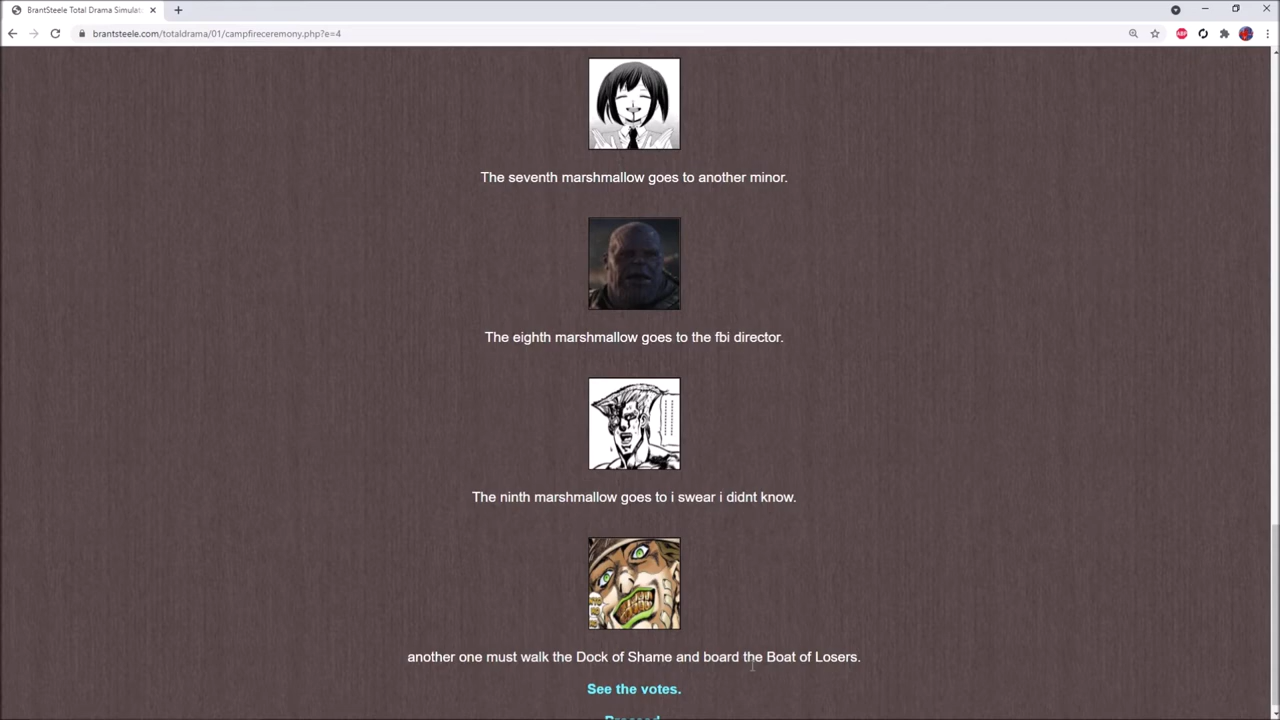 BrantSteele Total Drama Simulat
brantsteele.com/totaldrama/01/campfireceremony.php?e=4
ABP
The seventh marshmallow goes to another minor.
The eighth marshmallow goes to the fbi director.
The ninth marshmallow goes to i swear i didnt know.
another one must walk the Dock of Shame and board the Boat of Losers.
See the votes.
Proceed